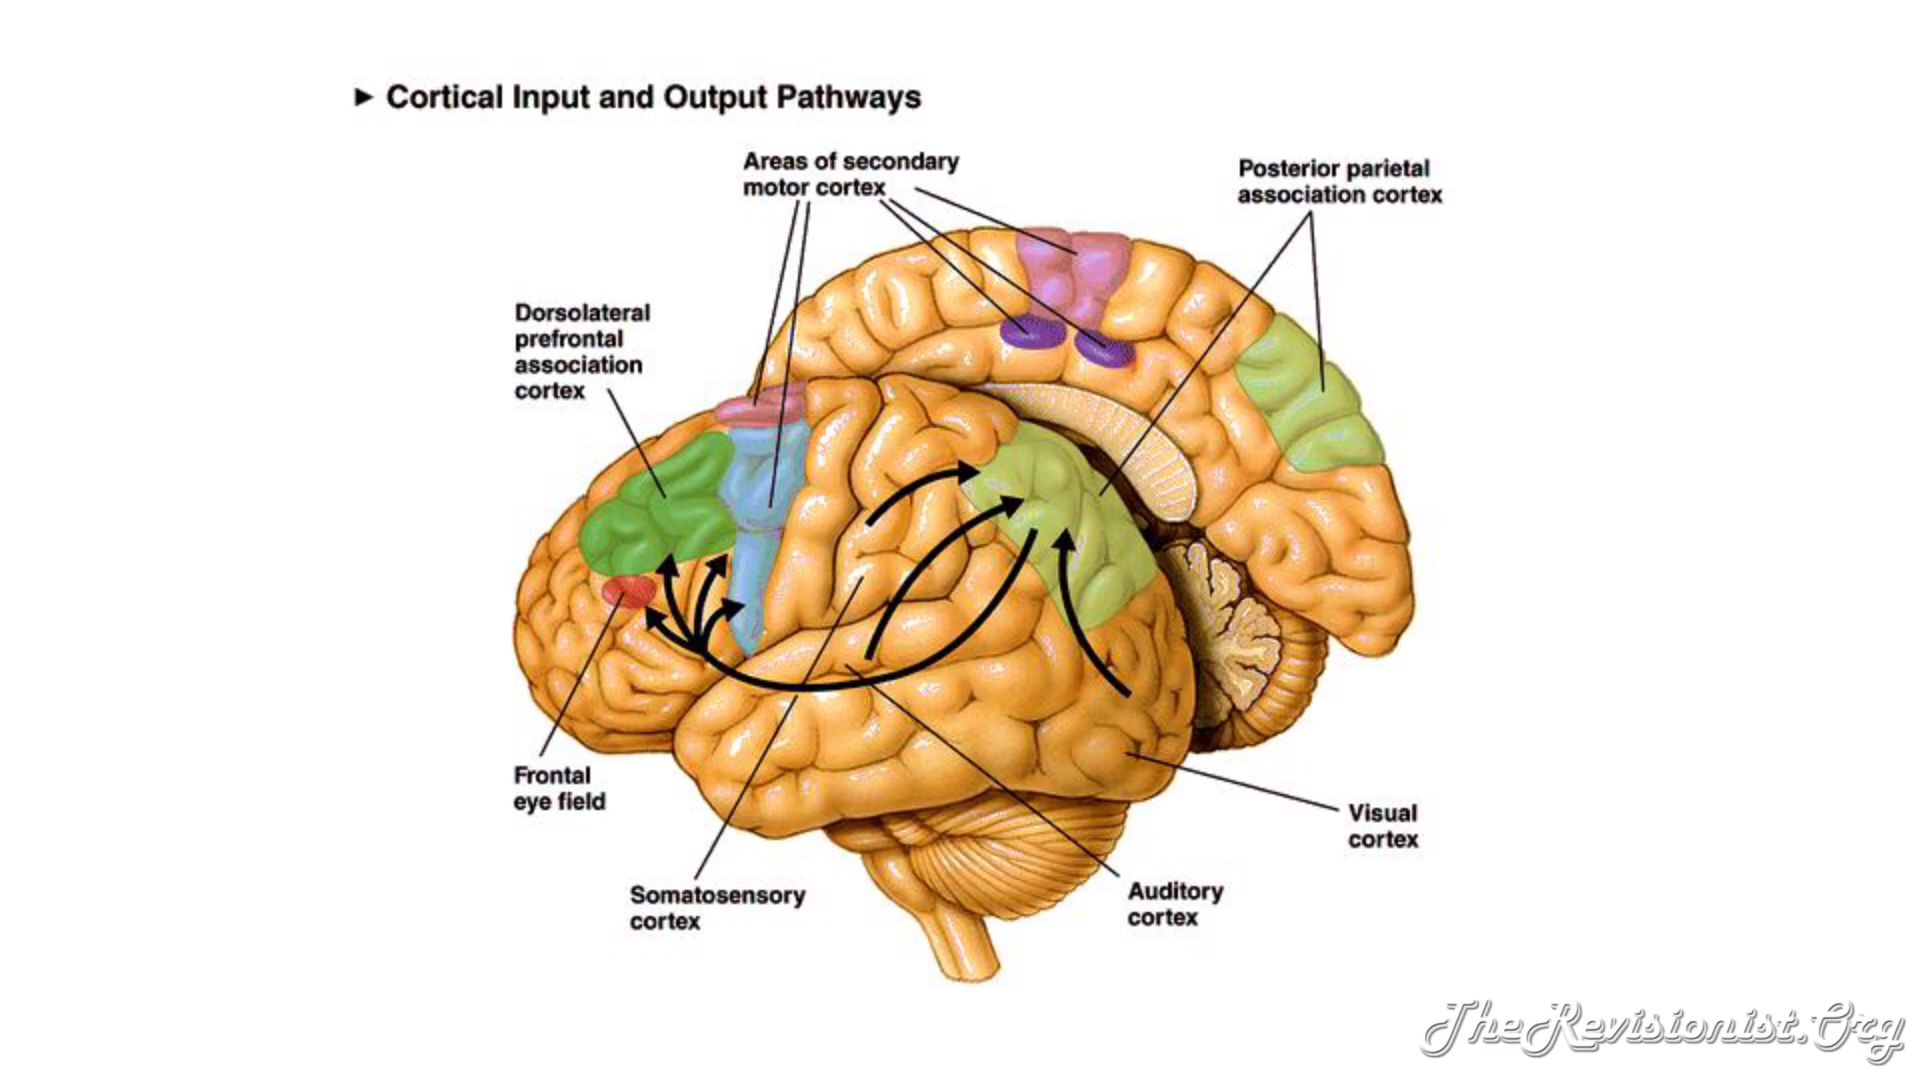 ► Cortical Input and Output Pathways
Areas of secondary
motor cortex
Posterior parietal
association cortex
Dorsolateral
prefrontal
association
cortex
Frontal
eye field
Visual
cortex
Somatosensory
cortex
Auditory
cortex
TheRevisionist.Org